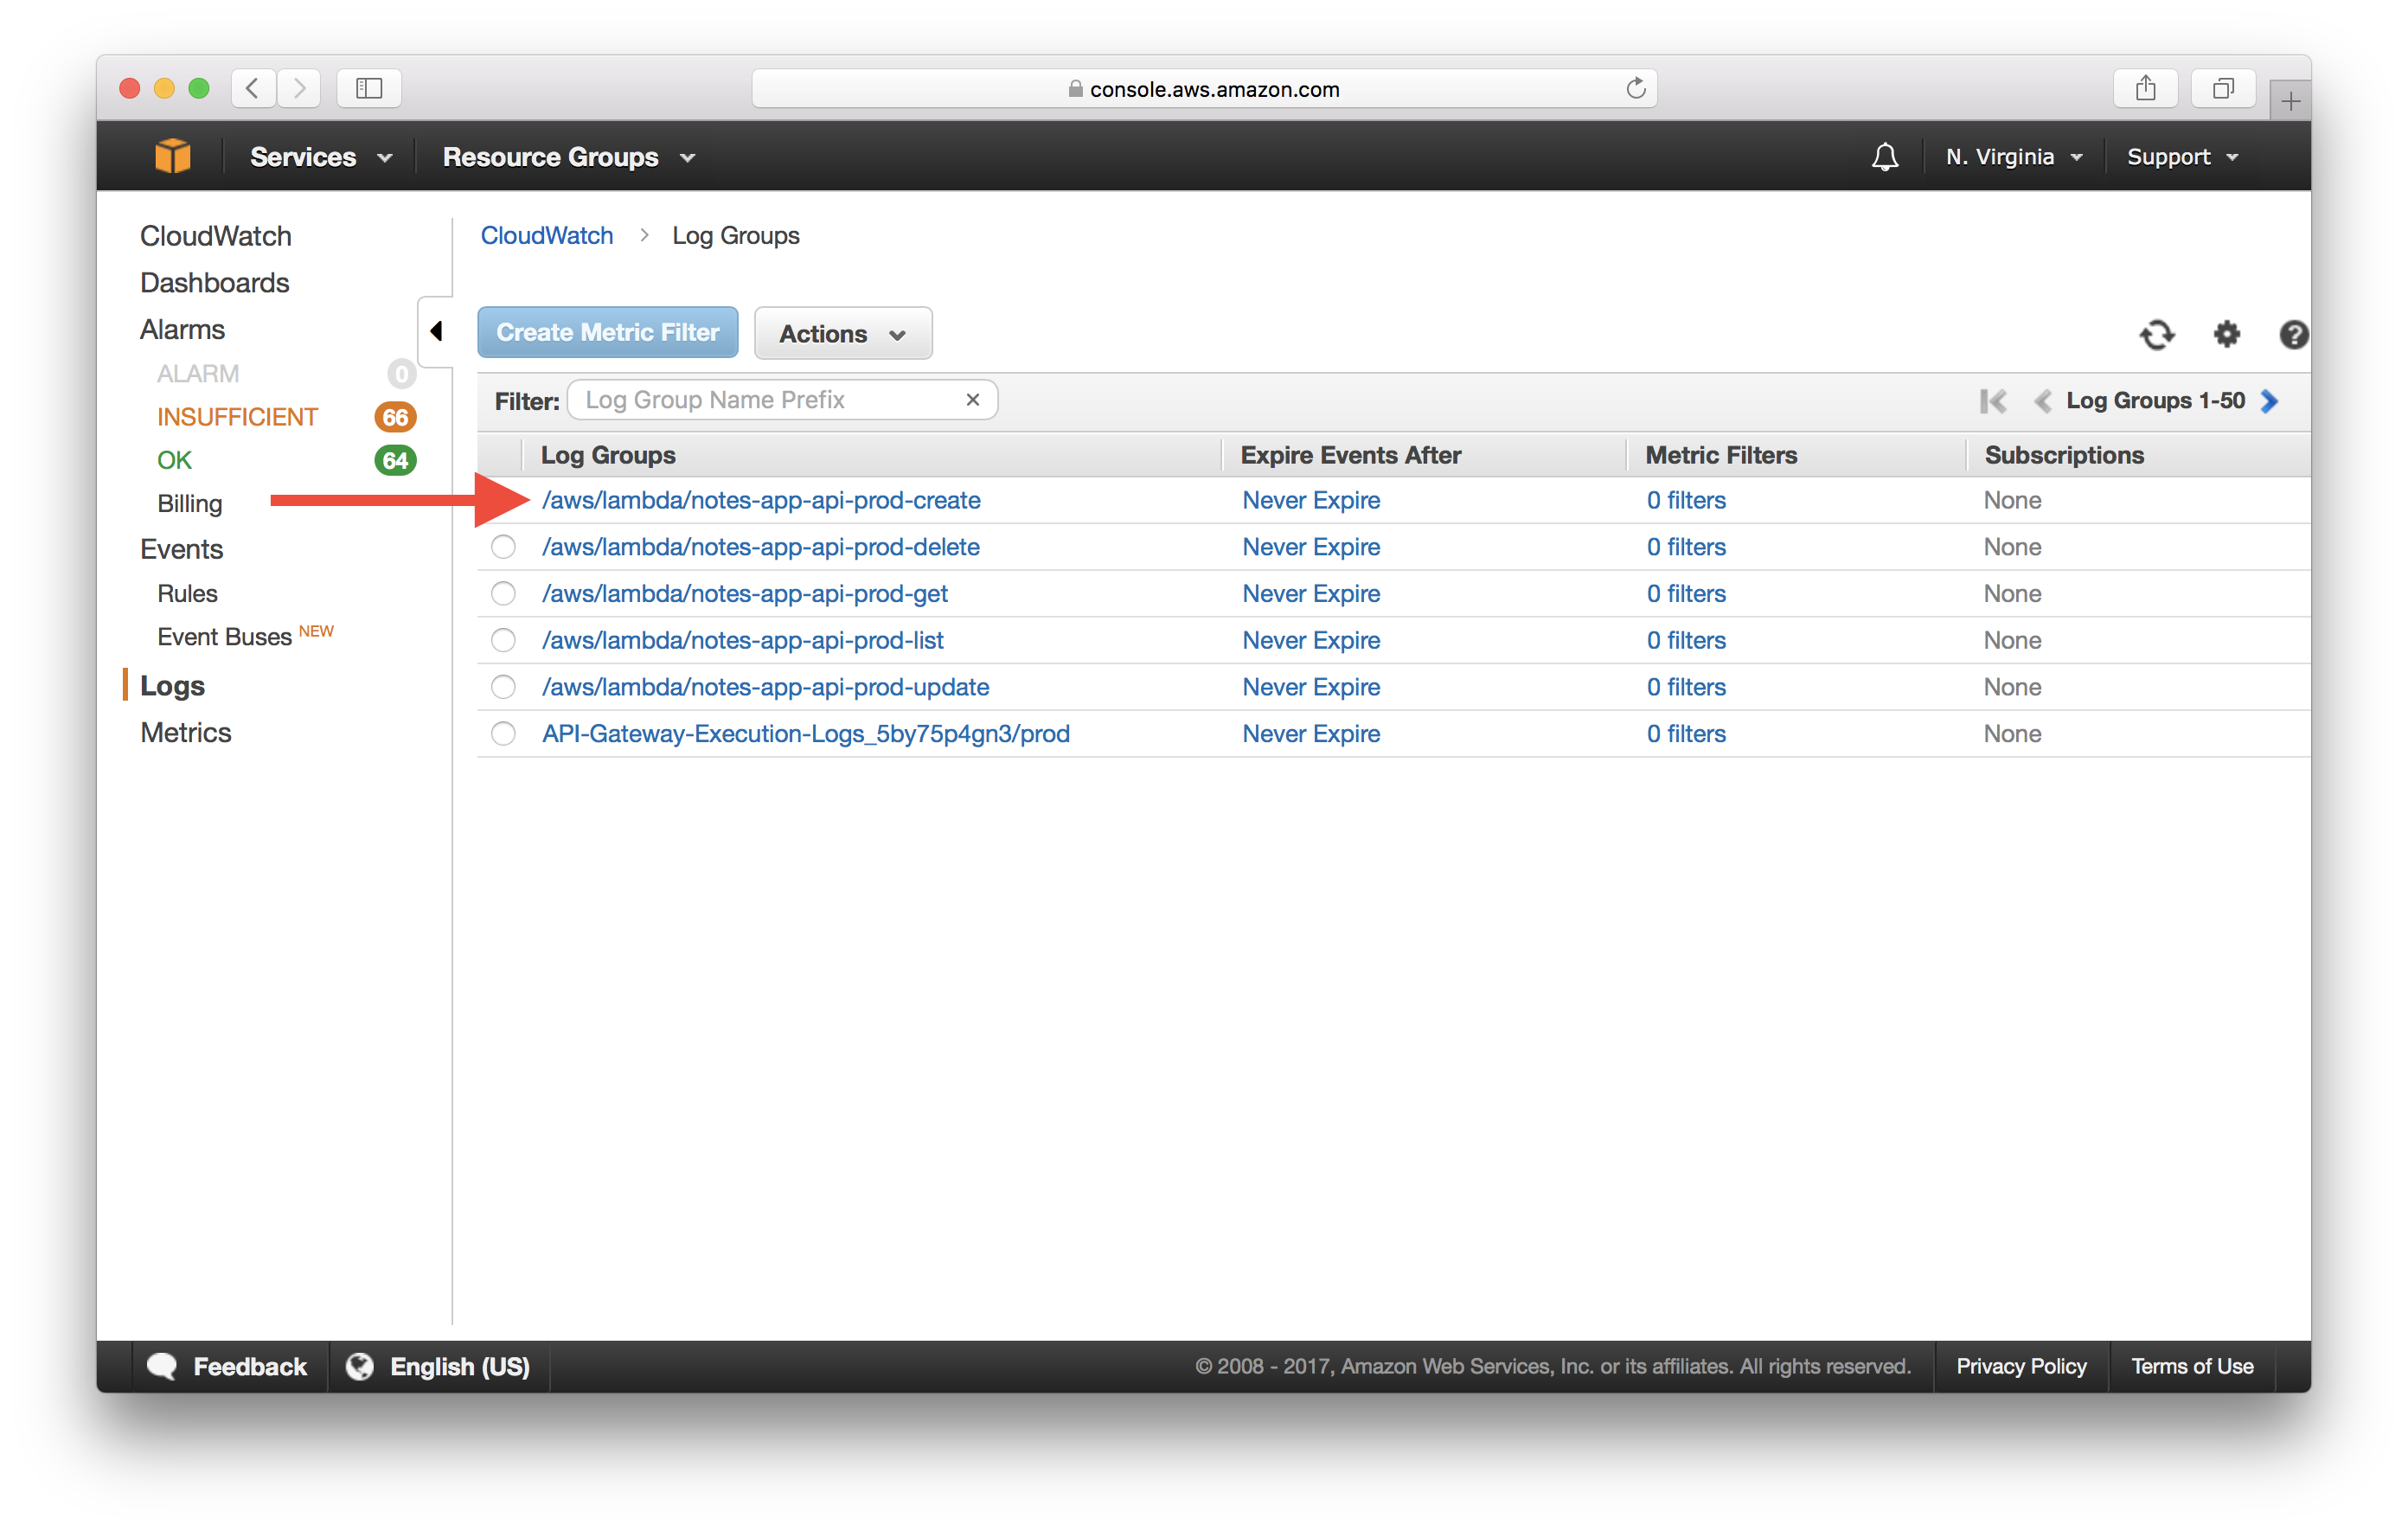 console.aws.amazon.com
Services Resource Groups N. Virginia Support
CloudWatch
Dashboards
Alarms
ALARM 0
INSUFFICIENT 66
OK 64
Billing
Events
Rules
Event Buses NEW
Logs
Metrics
CloudWatch > Log Groups
Create Metric Filter Actions
Filter: Log Group Name Prefix Log Groups 1-50
Log Groups Expire Events After Metric Filters Subscriptions
/aws/lambda/notes-app-api-prod-create Never Expire 0 filters None
/aws/lambda/notes-app-api-prod-delete Never Expire 0 filters None
/aws/lambda/notes-app-api-prod-get Never Expire 0 filters None
/aws/lambda/notes-app-api-prod-list Never Expire 0 filters None
/aws/lambda/notes-app-api-prod-update Never Expire 0 filters None
API-Gateway-Execution-Logs_5by75p4gn3/prod Never Expire 0 filters None
Feedback English (US) © 2008 - 2017, Amazon Web Services, Inc. or its affiliates. All rights reserved. Privacy Policy Terms of Use